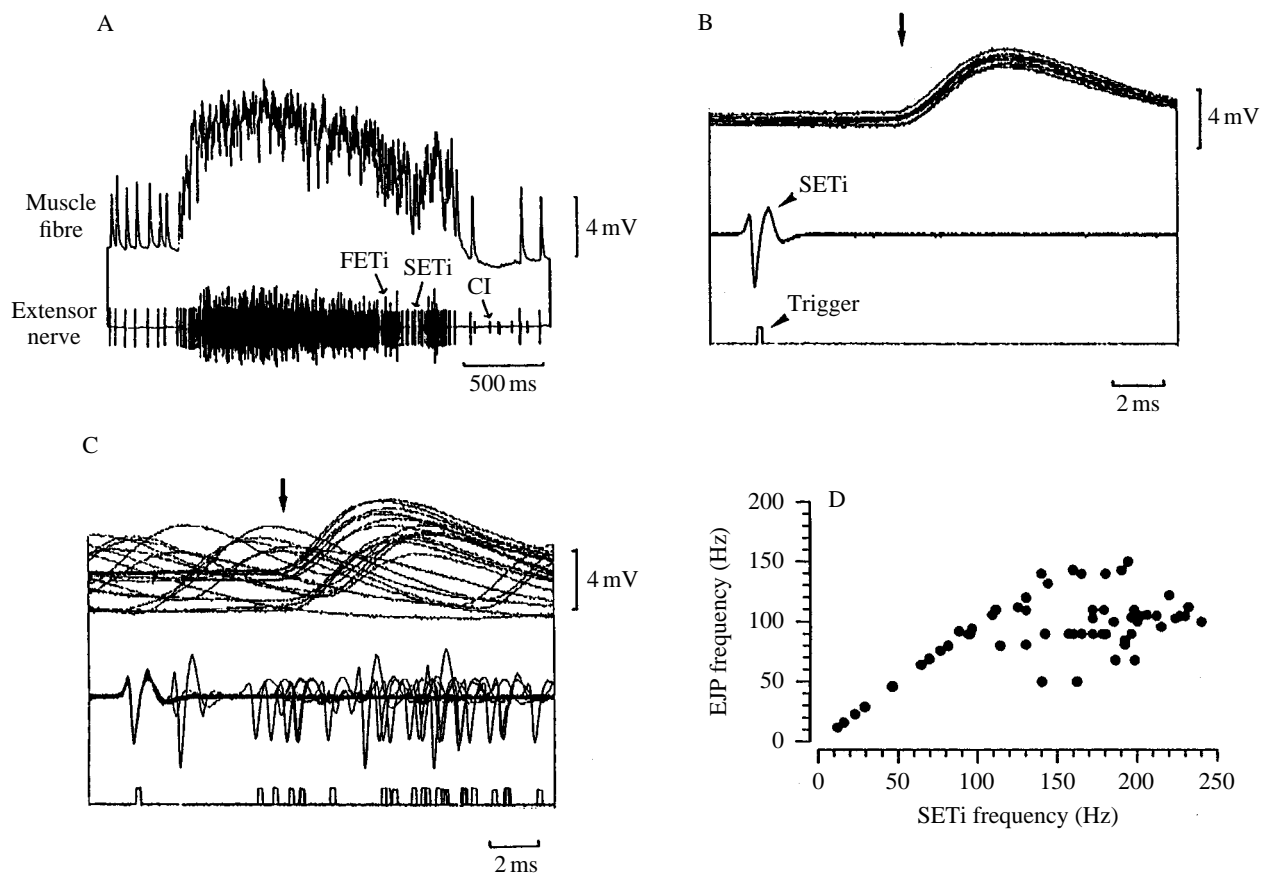 A
Muscle
fibre
4 mV
FETi
SETi
CI
Extensor
nerve
500 ms
B
4 mV
SETi
Trigger
2 ms
C
4 mV
2 ms
D
200
150
100
50
0
EJP frequency (Hz)
0 50 100 150 200 250
SETi frequency (Hz)